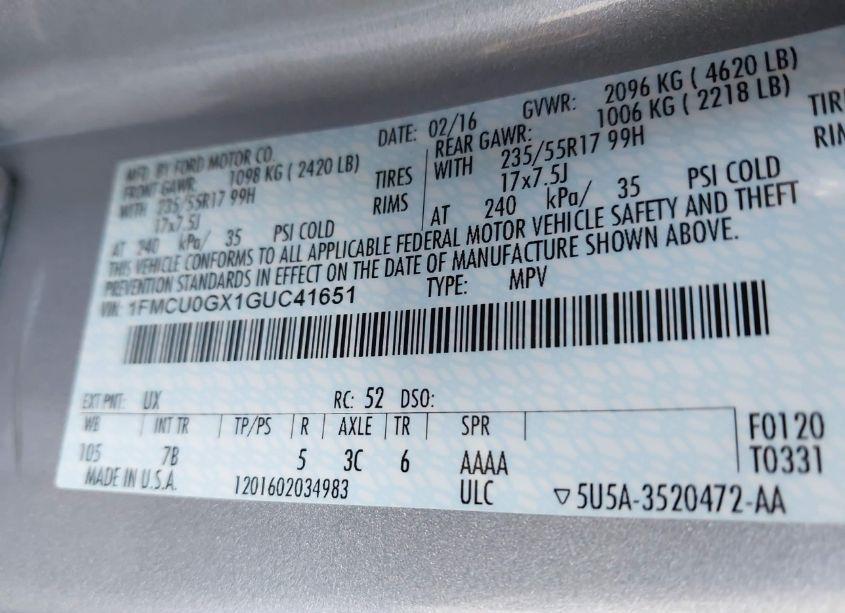 MFD. BY FORD MOTOR CO. DATE: 02/16 GVWR: 2096 KG ( 4620 LB)
FRONT GAWR: 1098 KG ( 2420 LB) REAR GAWR: 1006 KG ( 2218 LB)
WITH 235/55R17 99H TIRES WITH 235/55R17 99H TIRE
17x7.5J RIMS 17x7.5J RIMS
AT 240 kPa/ 35 PSI COLD AT 240 kPa/ 35 PSI COLD
THIS VEHICLE CONFORMS TO ALL APPLICABLE FEDERAL MOTOR VEHICLE SAFETY AND THEFT
PREVENTION STANDARDS IN EFFECT ON THE DATE OF MANUFACTURE SHOWN ABOVE.
VIN: 1FMCU0GX1GUC41651 TYPE: MPV
EXT PNT: UX RC: 52 DSO:
WB INT TR TP/PS R AXLE TR SPR F0120
105 7B 5 3C 6 AAAA T0331
MADE IN U.S.A. 1201602034983 ULC ▽5U5A-3520472-AA